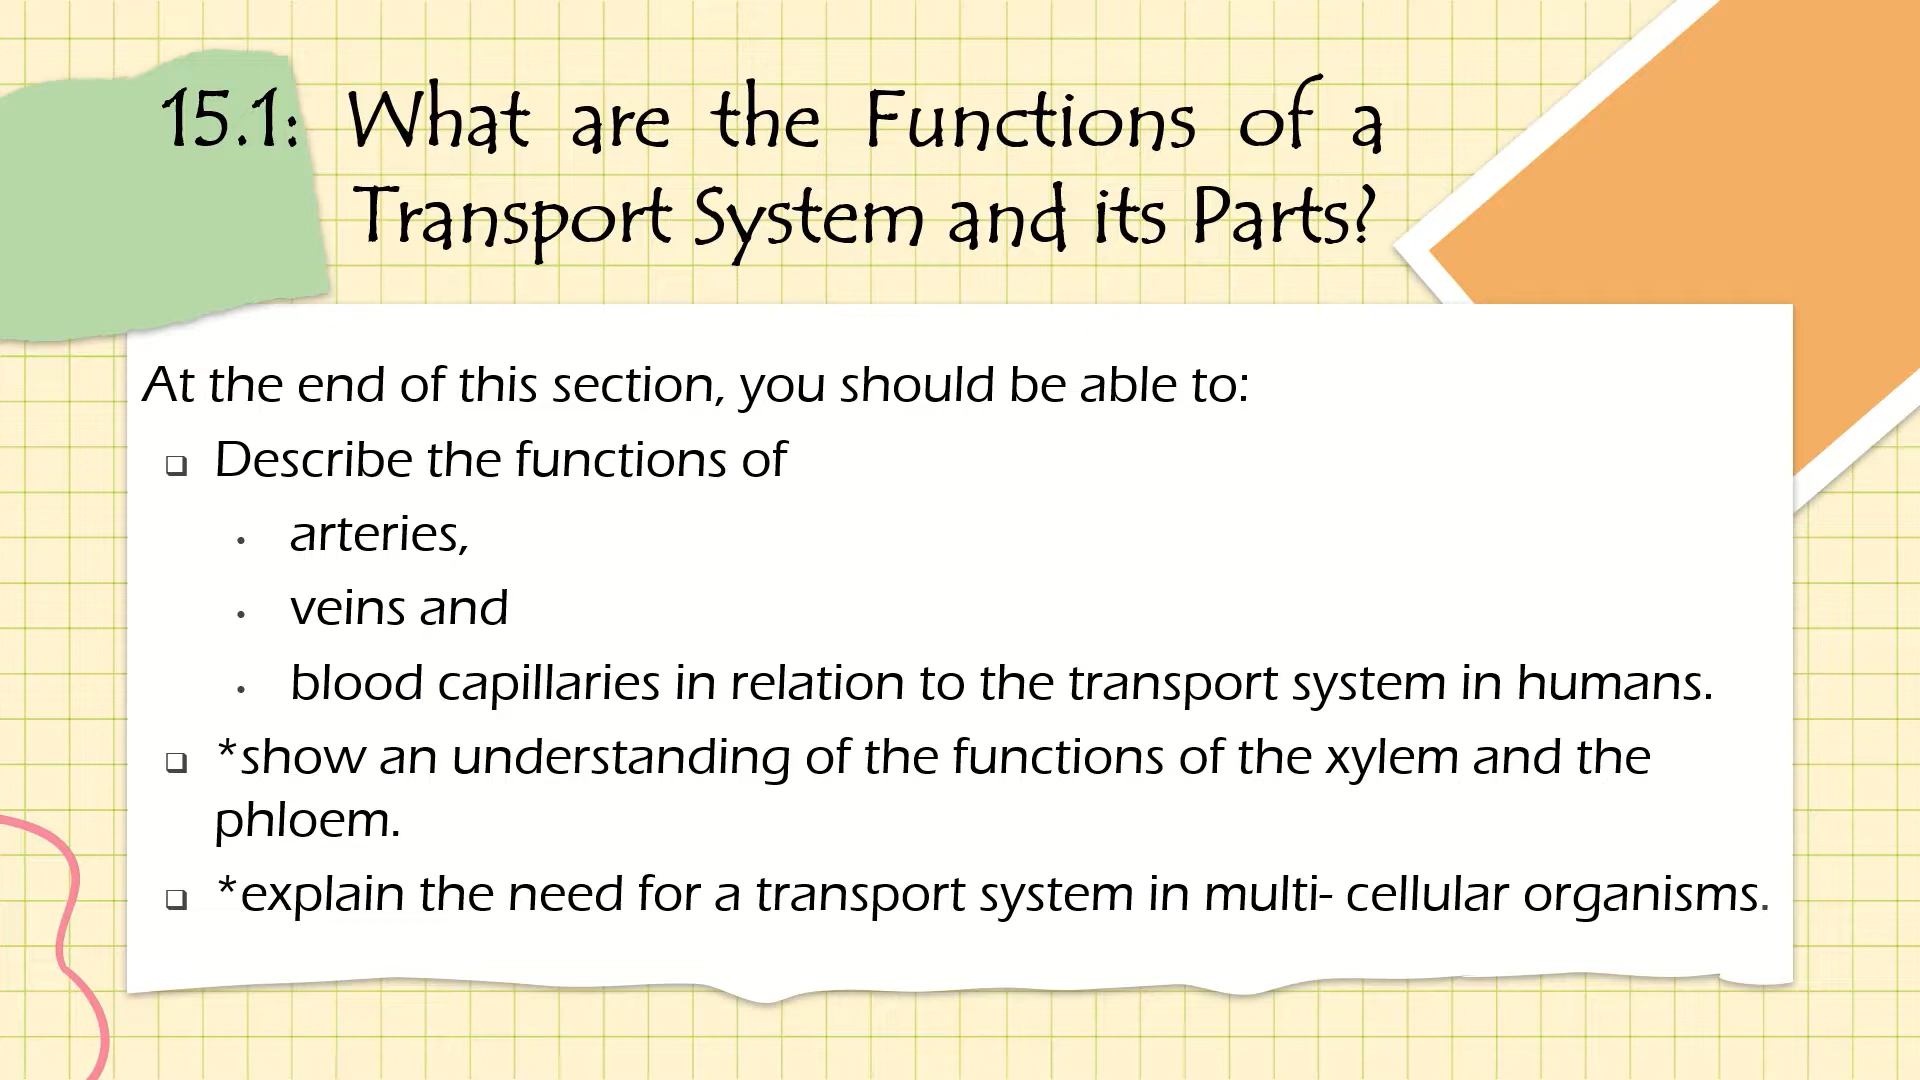 15.1: What are the Functions of a
Transport System and its Parts?
At the end of this section, you should be able to:
❑ Describe the functions of
• arteries,
• veins and
• blood capillaries in relation to the transport system in humans.
❑ *show an understanding of the functions of the xylem and the
phloem.
❑ *explain the need for a transport system in multi- cellular organisms.